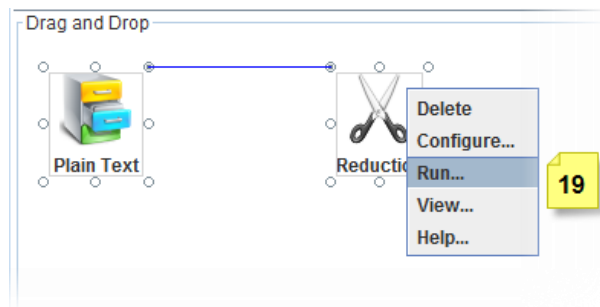 Drag and Drop
Plain Text
Reductio
Delete
Configure...
Run...
View...
Help...
19